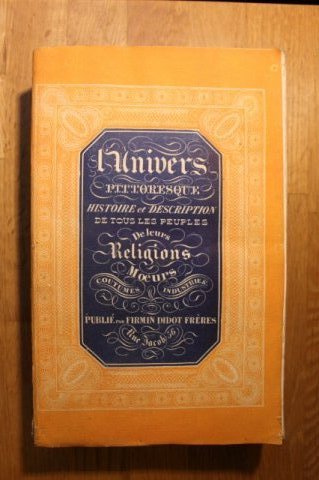 l'Univers
PITTORESQUE
HISTOIRE et DESCRIPTION
DE TOUS LES PEUPLES
De leurs
Religions
Mœurs
COUTUMES INDUSTRIES
PUBLIÉ PAR FIRMIN DIDOT FRÈRES
Rue Jacob 56